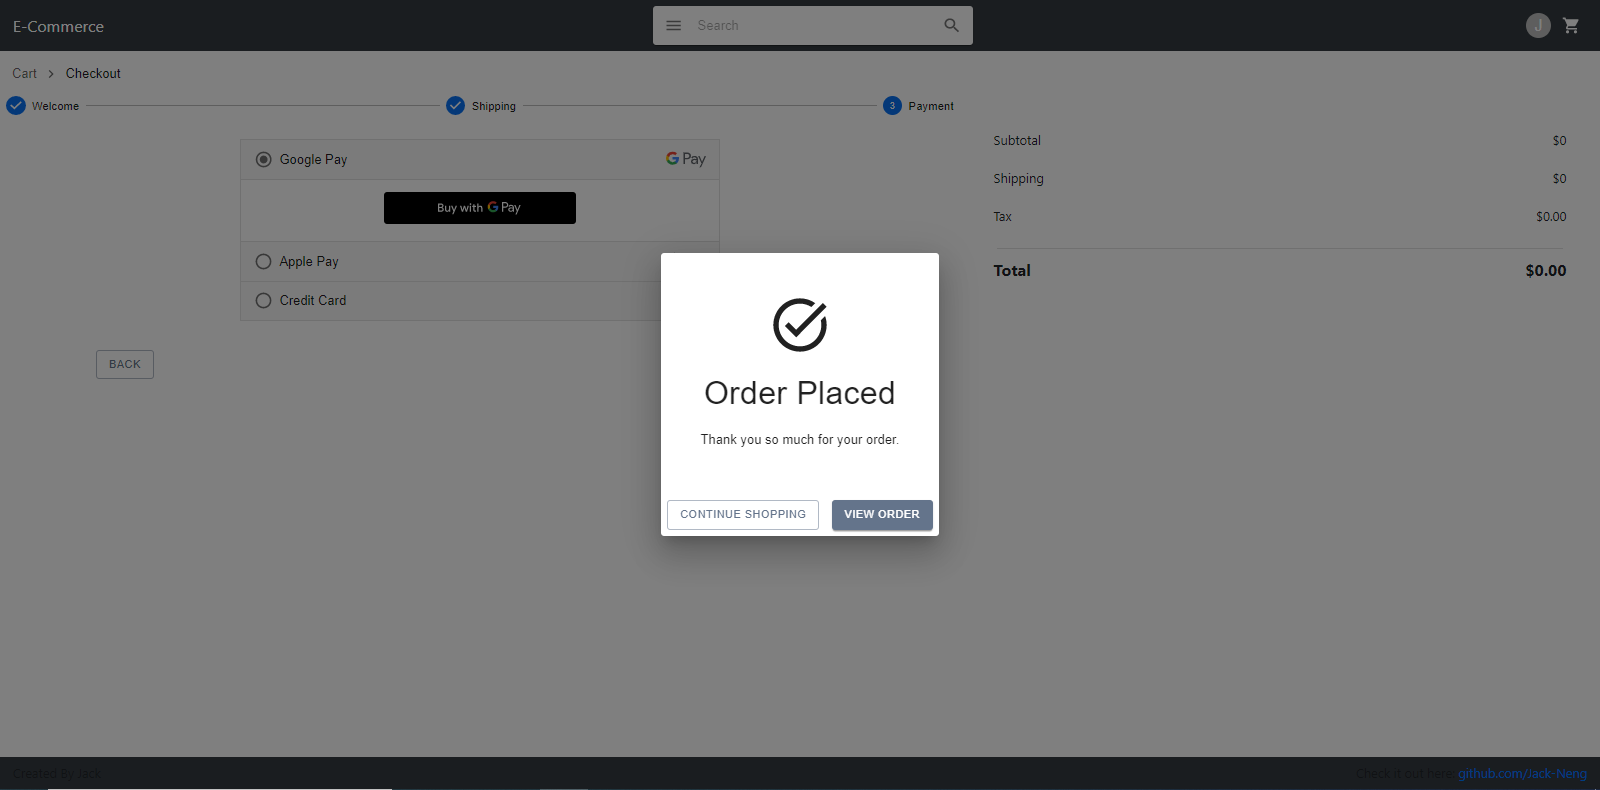 E-Commerce
Search
J
Cart > Checkout
Welcome
Shipping
3 Payment
Subtotal $0
Shipping $0
Tax $0.00
Total $0.00
Google Pay
G Pay
Buy with G Pay
Apple Pay
Credit Card
BACK
Order Placed
Thank you so much for your order.
CONTINUE SHOPPING
VIEW ORDER
Created By Jack
Check it out here: github.com/Jack-Neng